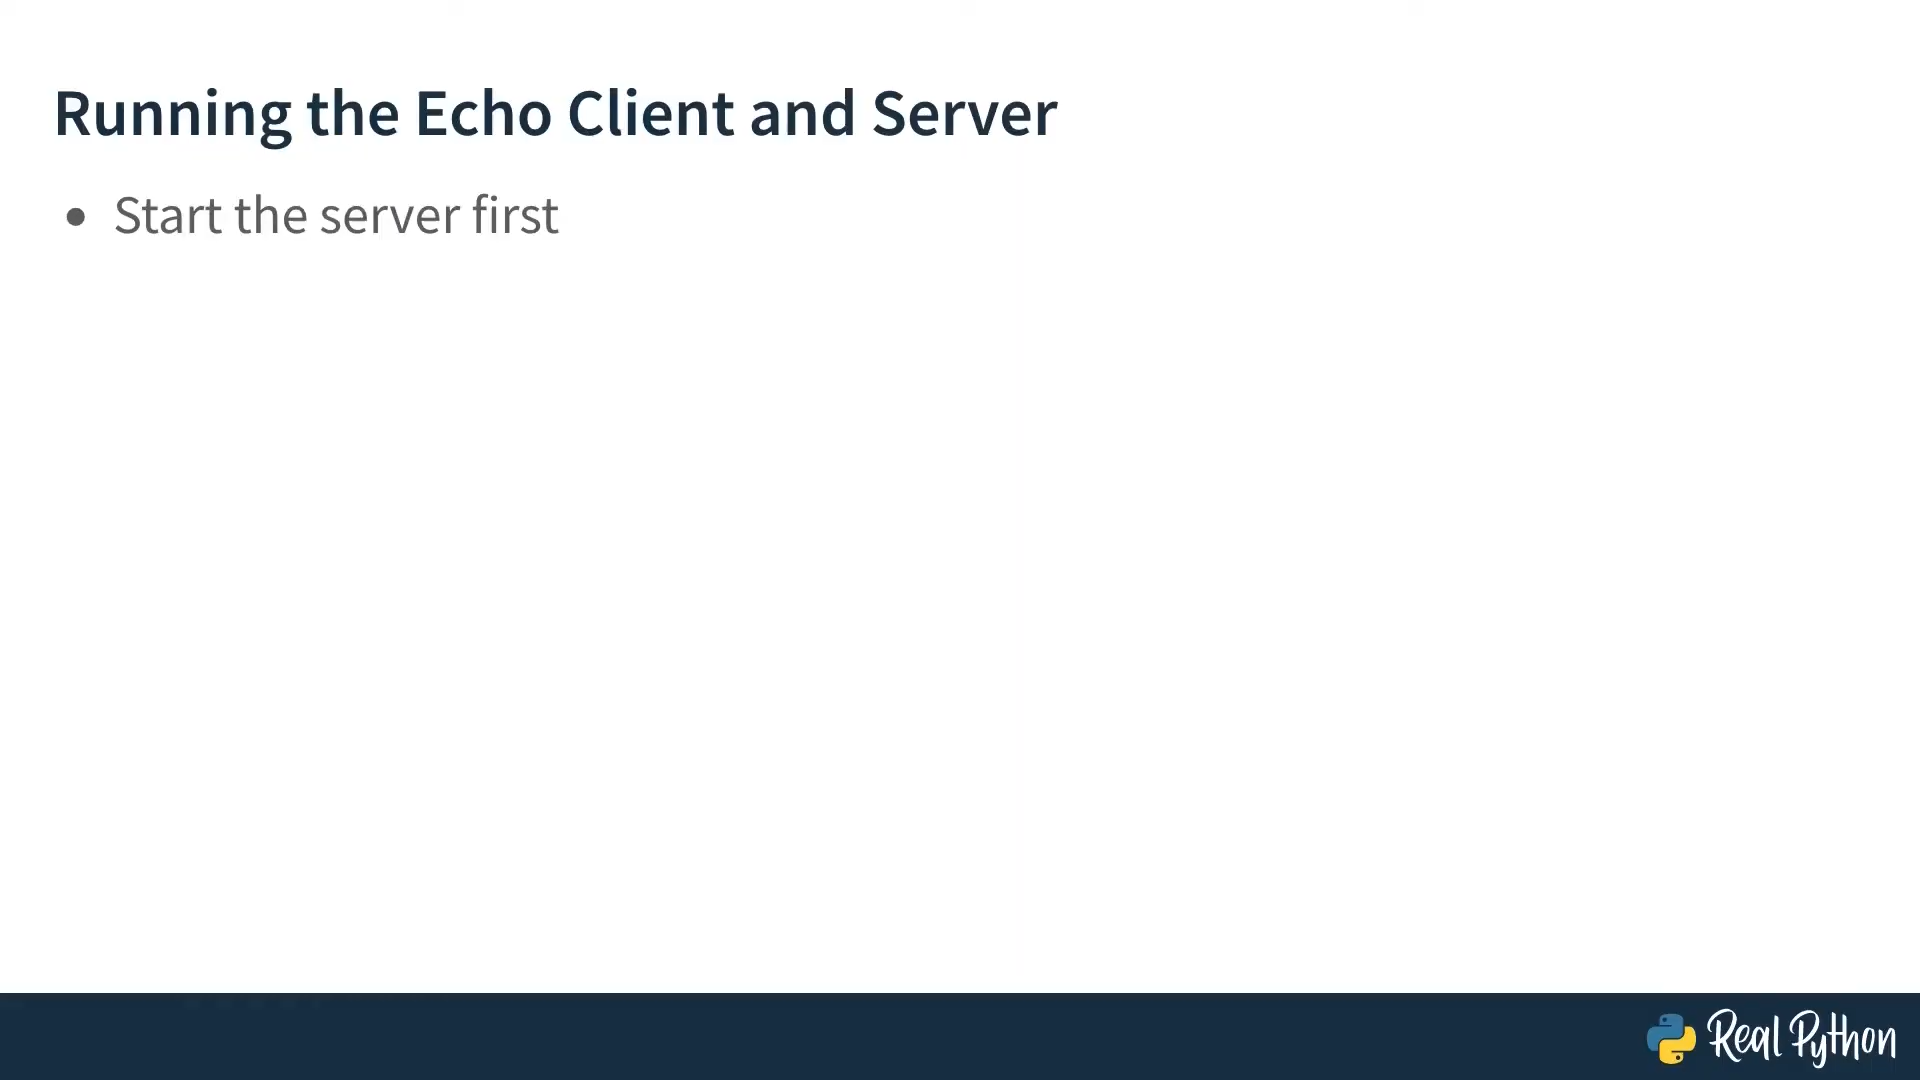 Running the Echo Client and Server
• Start the server first
Real Python